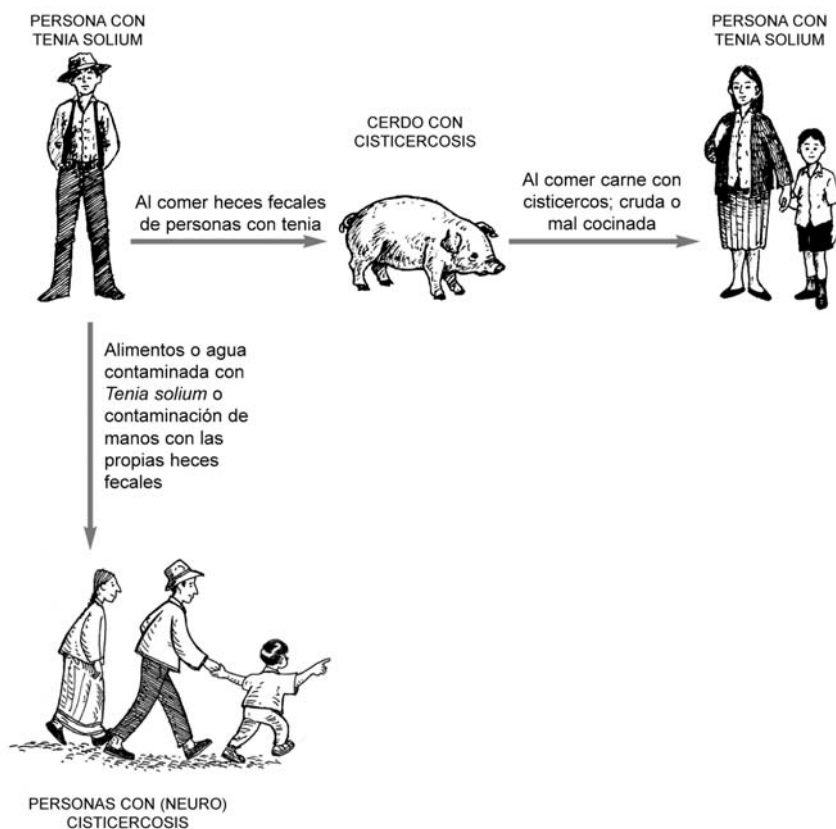 PERSONA CON
TENIA SOLIUM
PERSONA CON
TENIA SOLIUM
CERDO CON
CISTICERCOSIS
Al comer heces fecales
de personas con tenia
Al comer carne con
cisticercos; cruda o
mal cocinada
Alimentos o agua
contaminada con
Tenia solium o
contaminación de
manos con las
propias heces
fecales
PERSONAS CON (NEURO)
CISTICERCOSIS